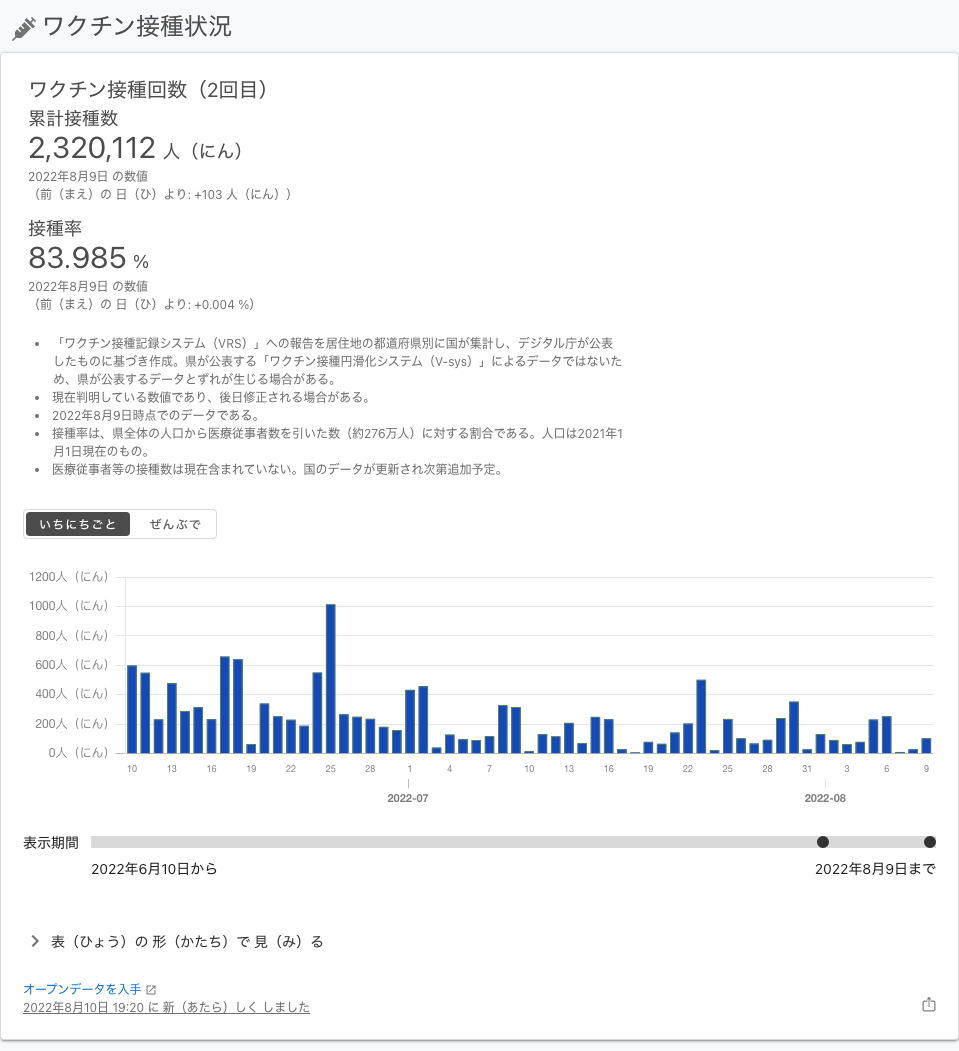 ワクチン接種状況
ワクチン接種回数（2回目）
累計接種数
2,320,112 人（にん）
2022年8月9日 の数値
（前（まえ）の 日（ひ）より: +103 人（にん））
接種率
83.985 %
2022年8月9日 の数値
（前（まえ）の 日（ひ）より: +0.004 %）
• 「ワクチン接種記録システム（VRS）」への報告を居住地の都道府県別に国が集計し、デジタル庁が公表
したものに基づき作成。県が公表する「ワクチン接種円滑化システム（V-sys）」によるデータではないた
め、県が公表するデータとずれが生じる場合がある。
• 現在判明している数値であり、後日修正される場合がある。
• 2022年8月9日時点でのデータである。
• 接種率は、県全体の人口から医療従事者数を引いた数（約276万人）に対する割合である。人口は2021年1
月1日現在のもの。
• 医療従事者等の接種数は現在含まれていない。国のデータが更新され次第追加予定。
いちにちごと ぜんぶで
1200人（にん）
1000人（にん）
800人（にん）
600人（にん）
400人（にん）
200人（にん）
0人（にん）
10 13 16 19 22 25 28 1 4 7 10 13 16 19 22 25 28 31 3 6 9
2022-07 2022-08
表示期間
2022年6月10日から 2022年8月9日まで
表（ひょう）の 形（かたち）で 見（み）る
オープンデータを入手
2022年8月10日 19:20 に 新（あたら）しく しました